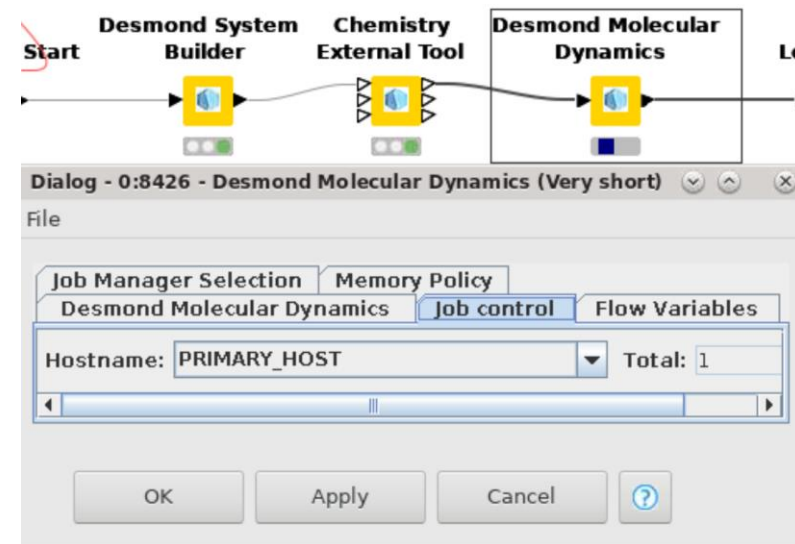 Desmond System Chemistry Desmond Molecular
Start Builder External Tool Dynamics
Dialog - 0:8426 - Desmond Molecular Dynamics (Very short)
File
Job Manager Selection Memory Policy
Desmond Molecular Dynamics Job control Flow Variables
Hostname: PRIMARY_HOST Total: 1
OK Apply Cancel ?